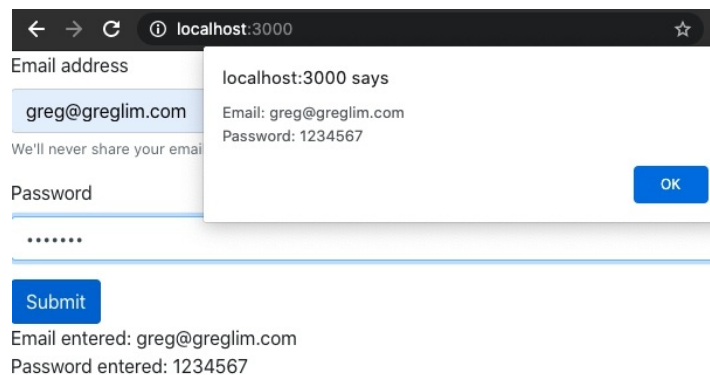 localhost:3000
Email address
localhost:3000 says
greg@greglim.com
Email: greg@greglim.com
We'll never share your emai
Password: 1234567
Password
OK
•••••••
Submit
Email entered: greg@greglim.com
Password entered: 1234567